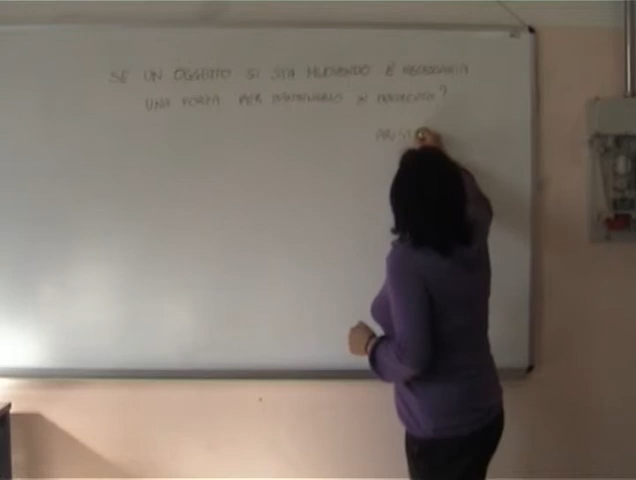 SE UN OGGETTO SI STA MUOVENDO È NECESSARIA
UNA FORZA PER MANTENERLO IN MOVIMENTO?